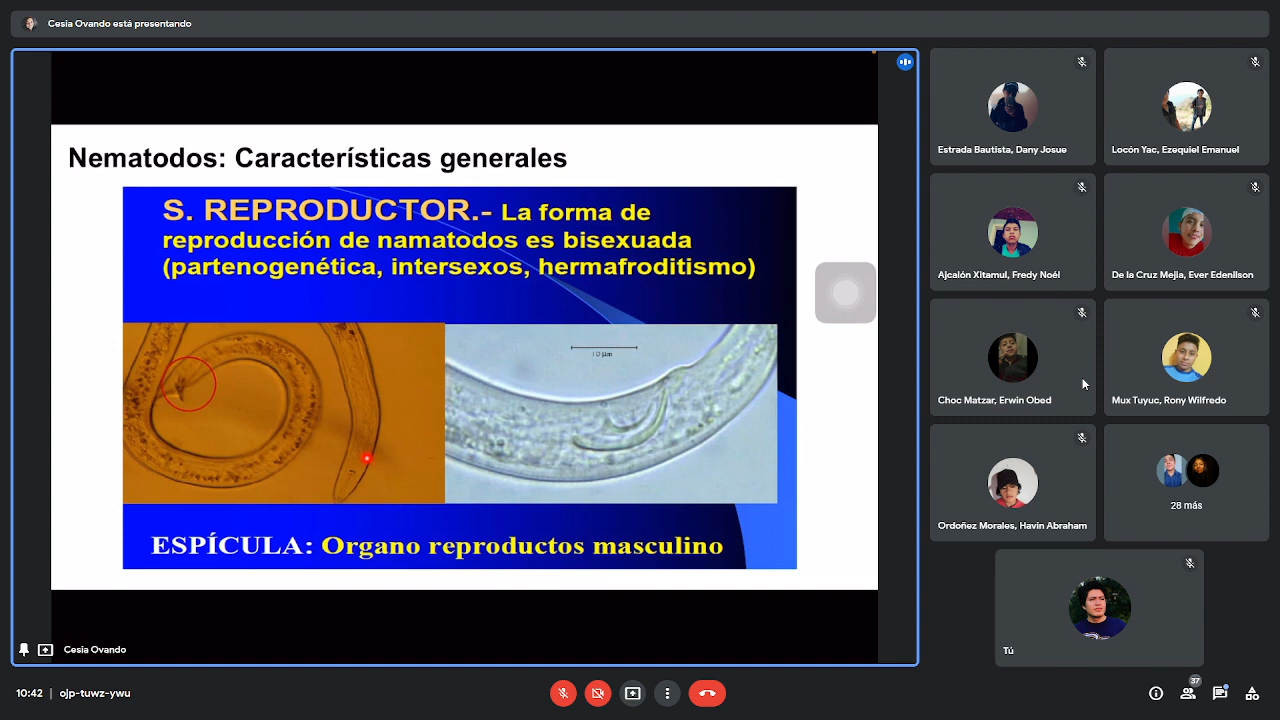 Cesia Ovando está presentando
Nematodos: Características generales
S. REPRODUCTOR.- La forma de
reproducción de namatodos es bisexuada
(partenogenética, intersexos, hermafroditismo)
10 µm
ESPÍCULA: Organo reproductos masculino
Cesia Ovando
Estrada Bautista, Dany Josue
Locón Yac, Ezequiel Emanuel
Ajcalón Xitamul, Fredy Noél
De la Cruz Mejia, Ever Edenilson
Choc Matzar, Erwin Obed
Mux Tuyuc, Rony Wilfredo
Ordoñez Morales, Havin Abraham
28 más
Tú
10:42 | ojp-tuwz-ywu
37